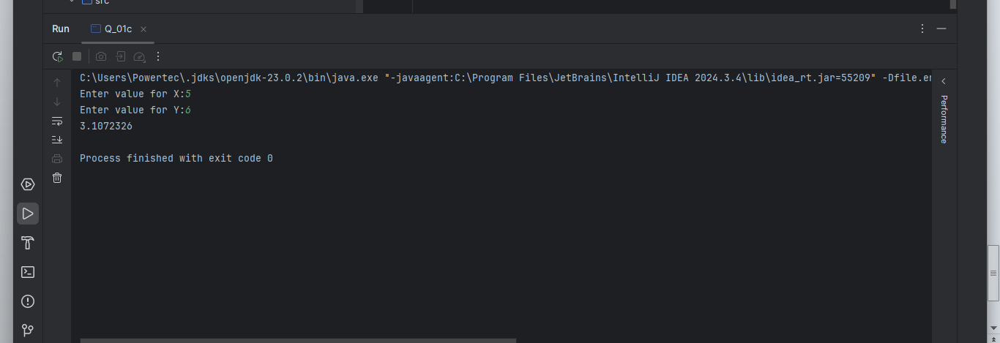 src
Run Q_01c
C:\Users\Powertec\.jdks\openjdk-23.0.2\bin\java.exe "-javaagent:C:\Program Files\JetBrains\IntelliJ IDEA 2024.3.4\lib\idea_rt.jar=55209" -Dfile.en
Enter value for X:5
Enter value for Y:6
3.1072326
Process finished with exit code 0
Performance